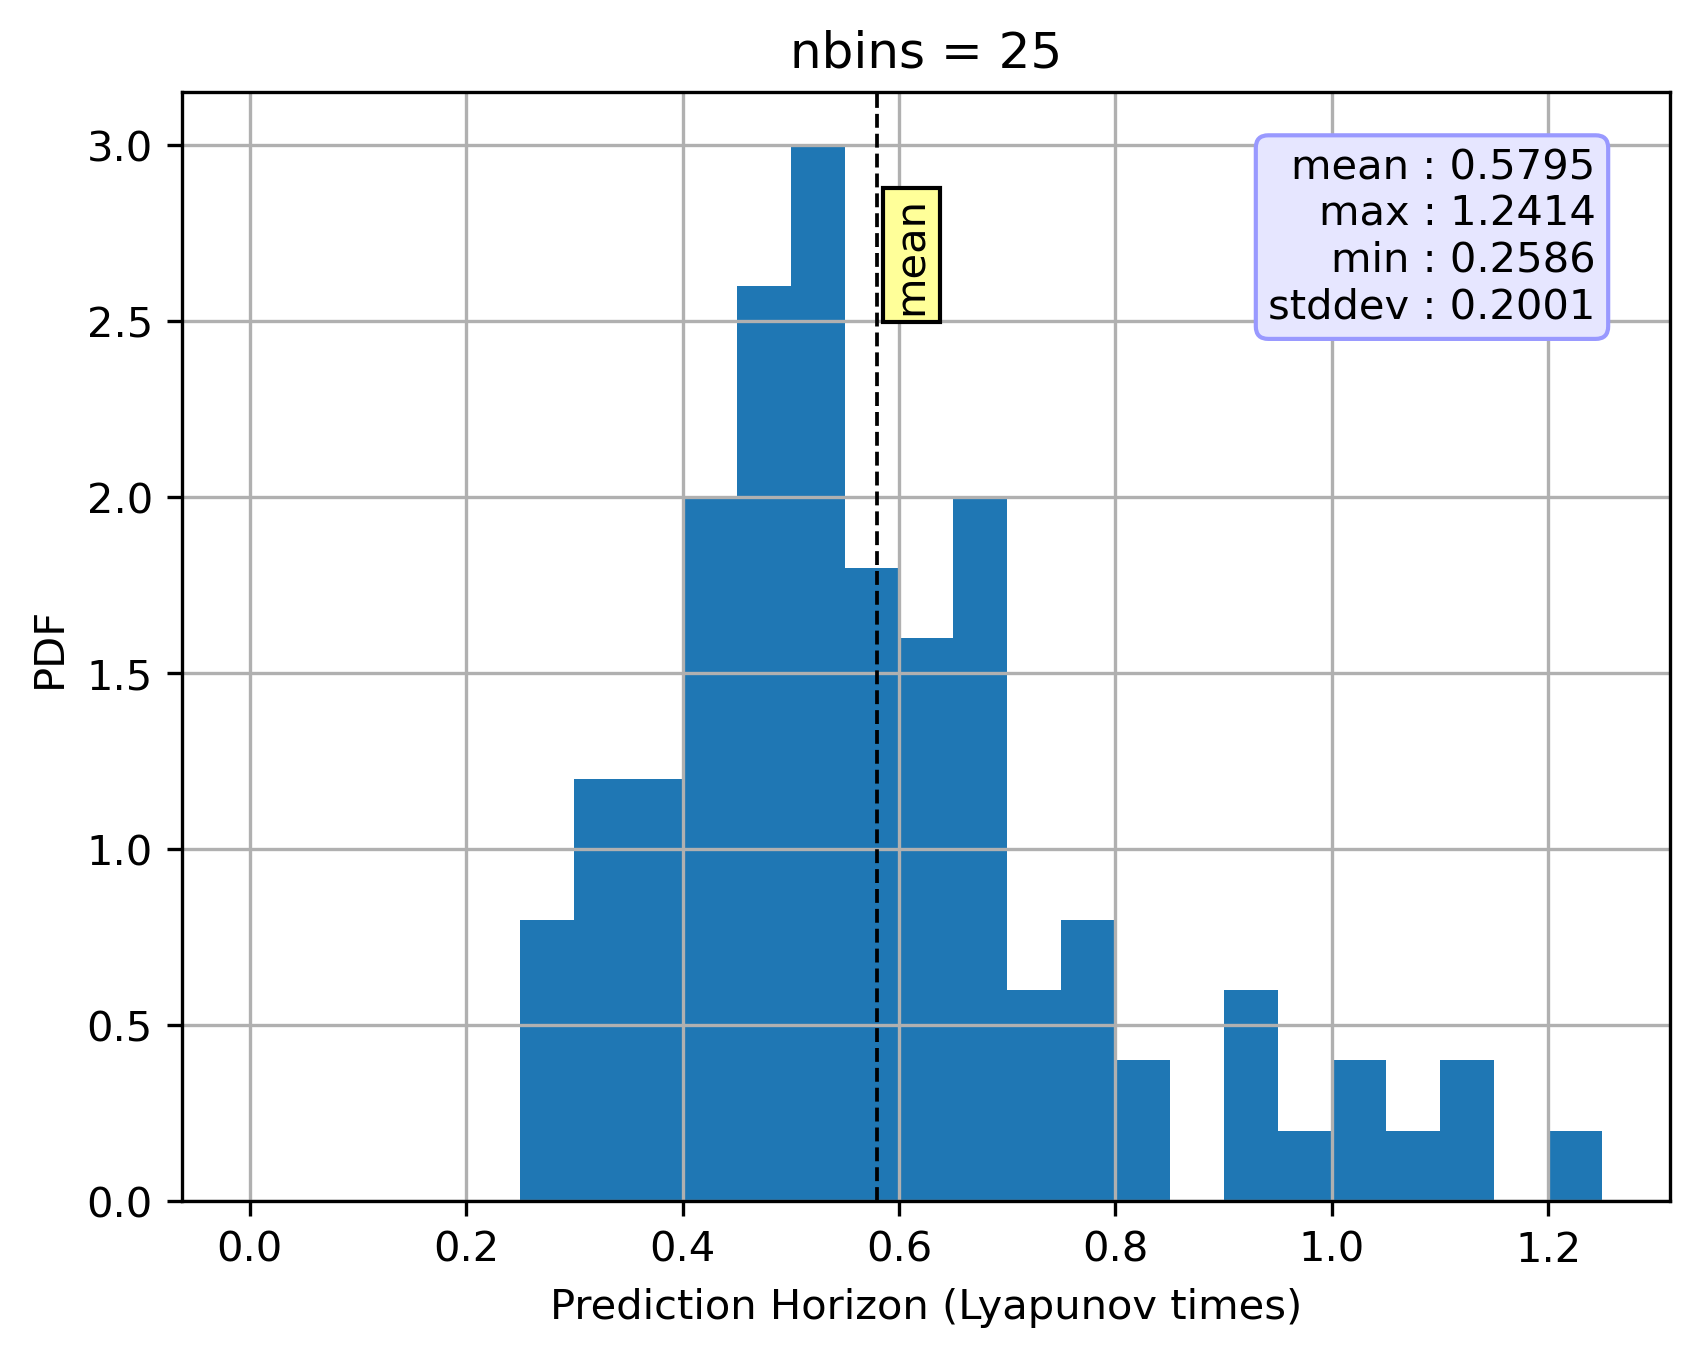 nbins = 25
3.0
2.5
2.0
1.5
1.0
0.5
0.0
PDF
mean
mean : 0.5795
max : 1.2414
min : 0.2586
stddev : 0.2001
0.0 0.2 0.4 0.6 0.8 1.0 1.2
Prediction Horizon (Lyapunov times)